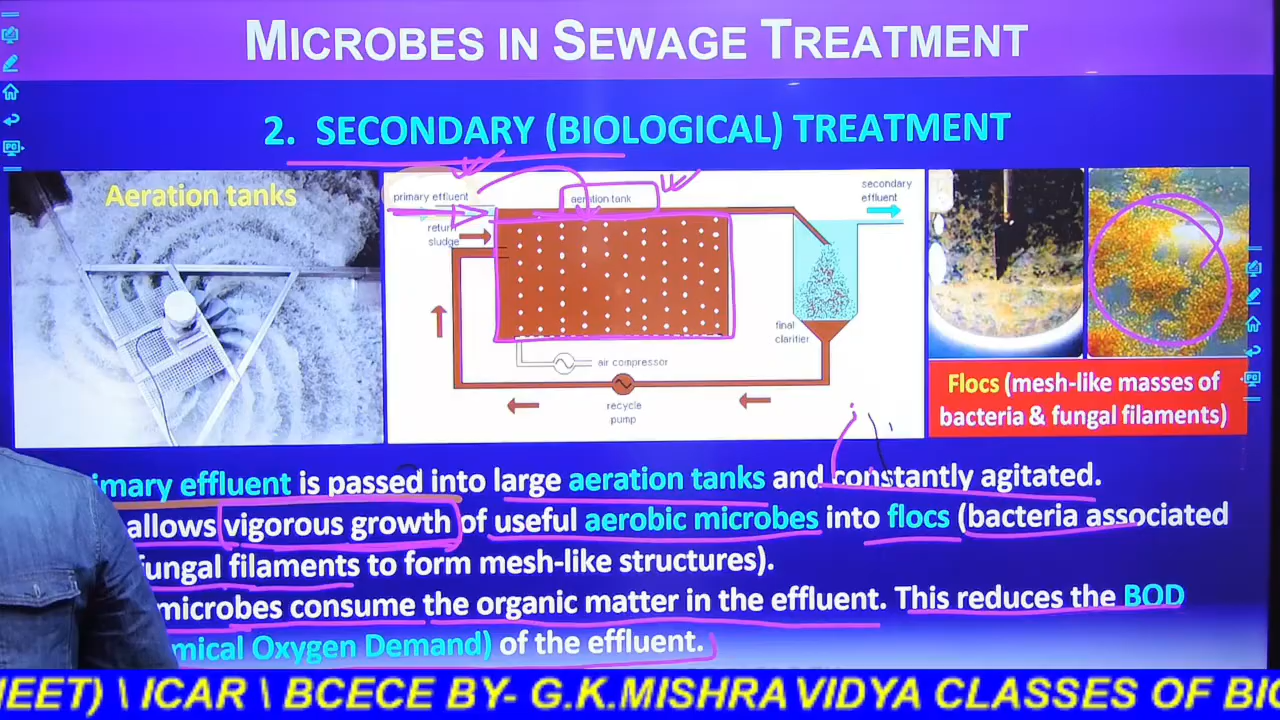 MICROBES IN SEWAGE TREATMENT
2. SECONDARY (BIOLOGICAL) TREATMENT
Aeration tanks
primary effluent
aeration tank
secondary
effluent
return
sludge
final
clarifier
air compressor
recycle
pump
Flocs (mesh-like masses of
bacteria & fungal filaments)
imary effluent is passed into large aeration tanks and constantly agitated.
allows vigorous growth of useful aerobic microbes into flocs (bacteria associated
fungal filaments to form mesh-like structures).
microbes consume the organic matter in the effluent. This reduces the BOD
mical Oxygen Demand) of the effluent.
NEET) \ ICAR \ BCECE BY- G.K.MISHRA VIDYA CLASSES OF BIO
PC
PC